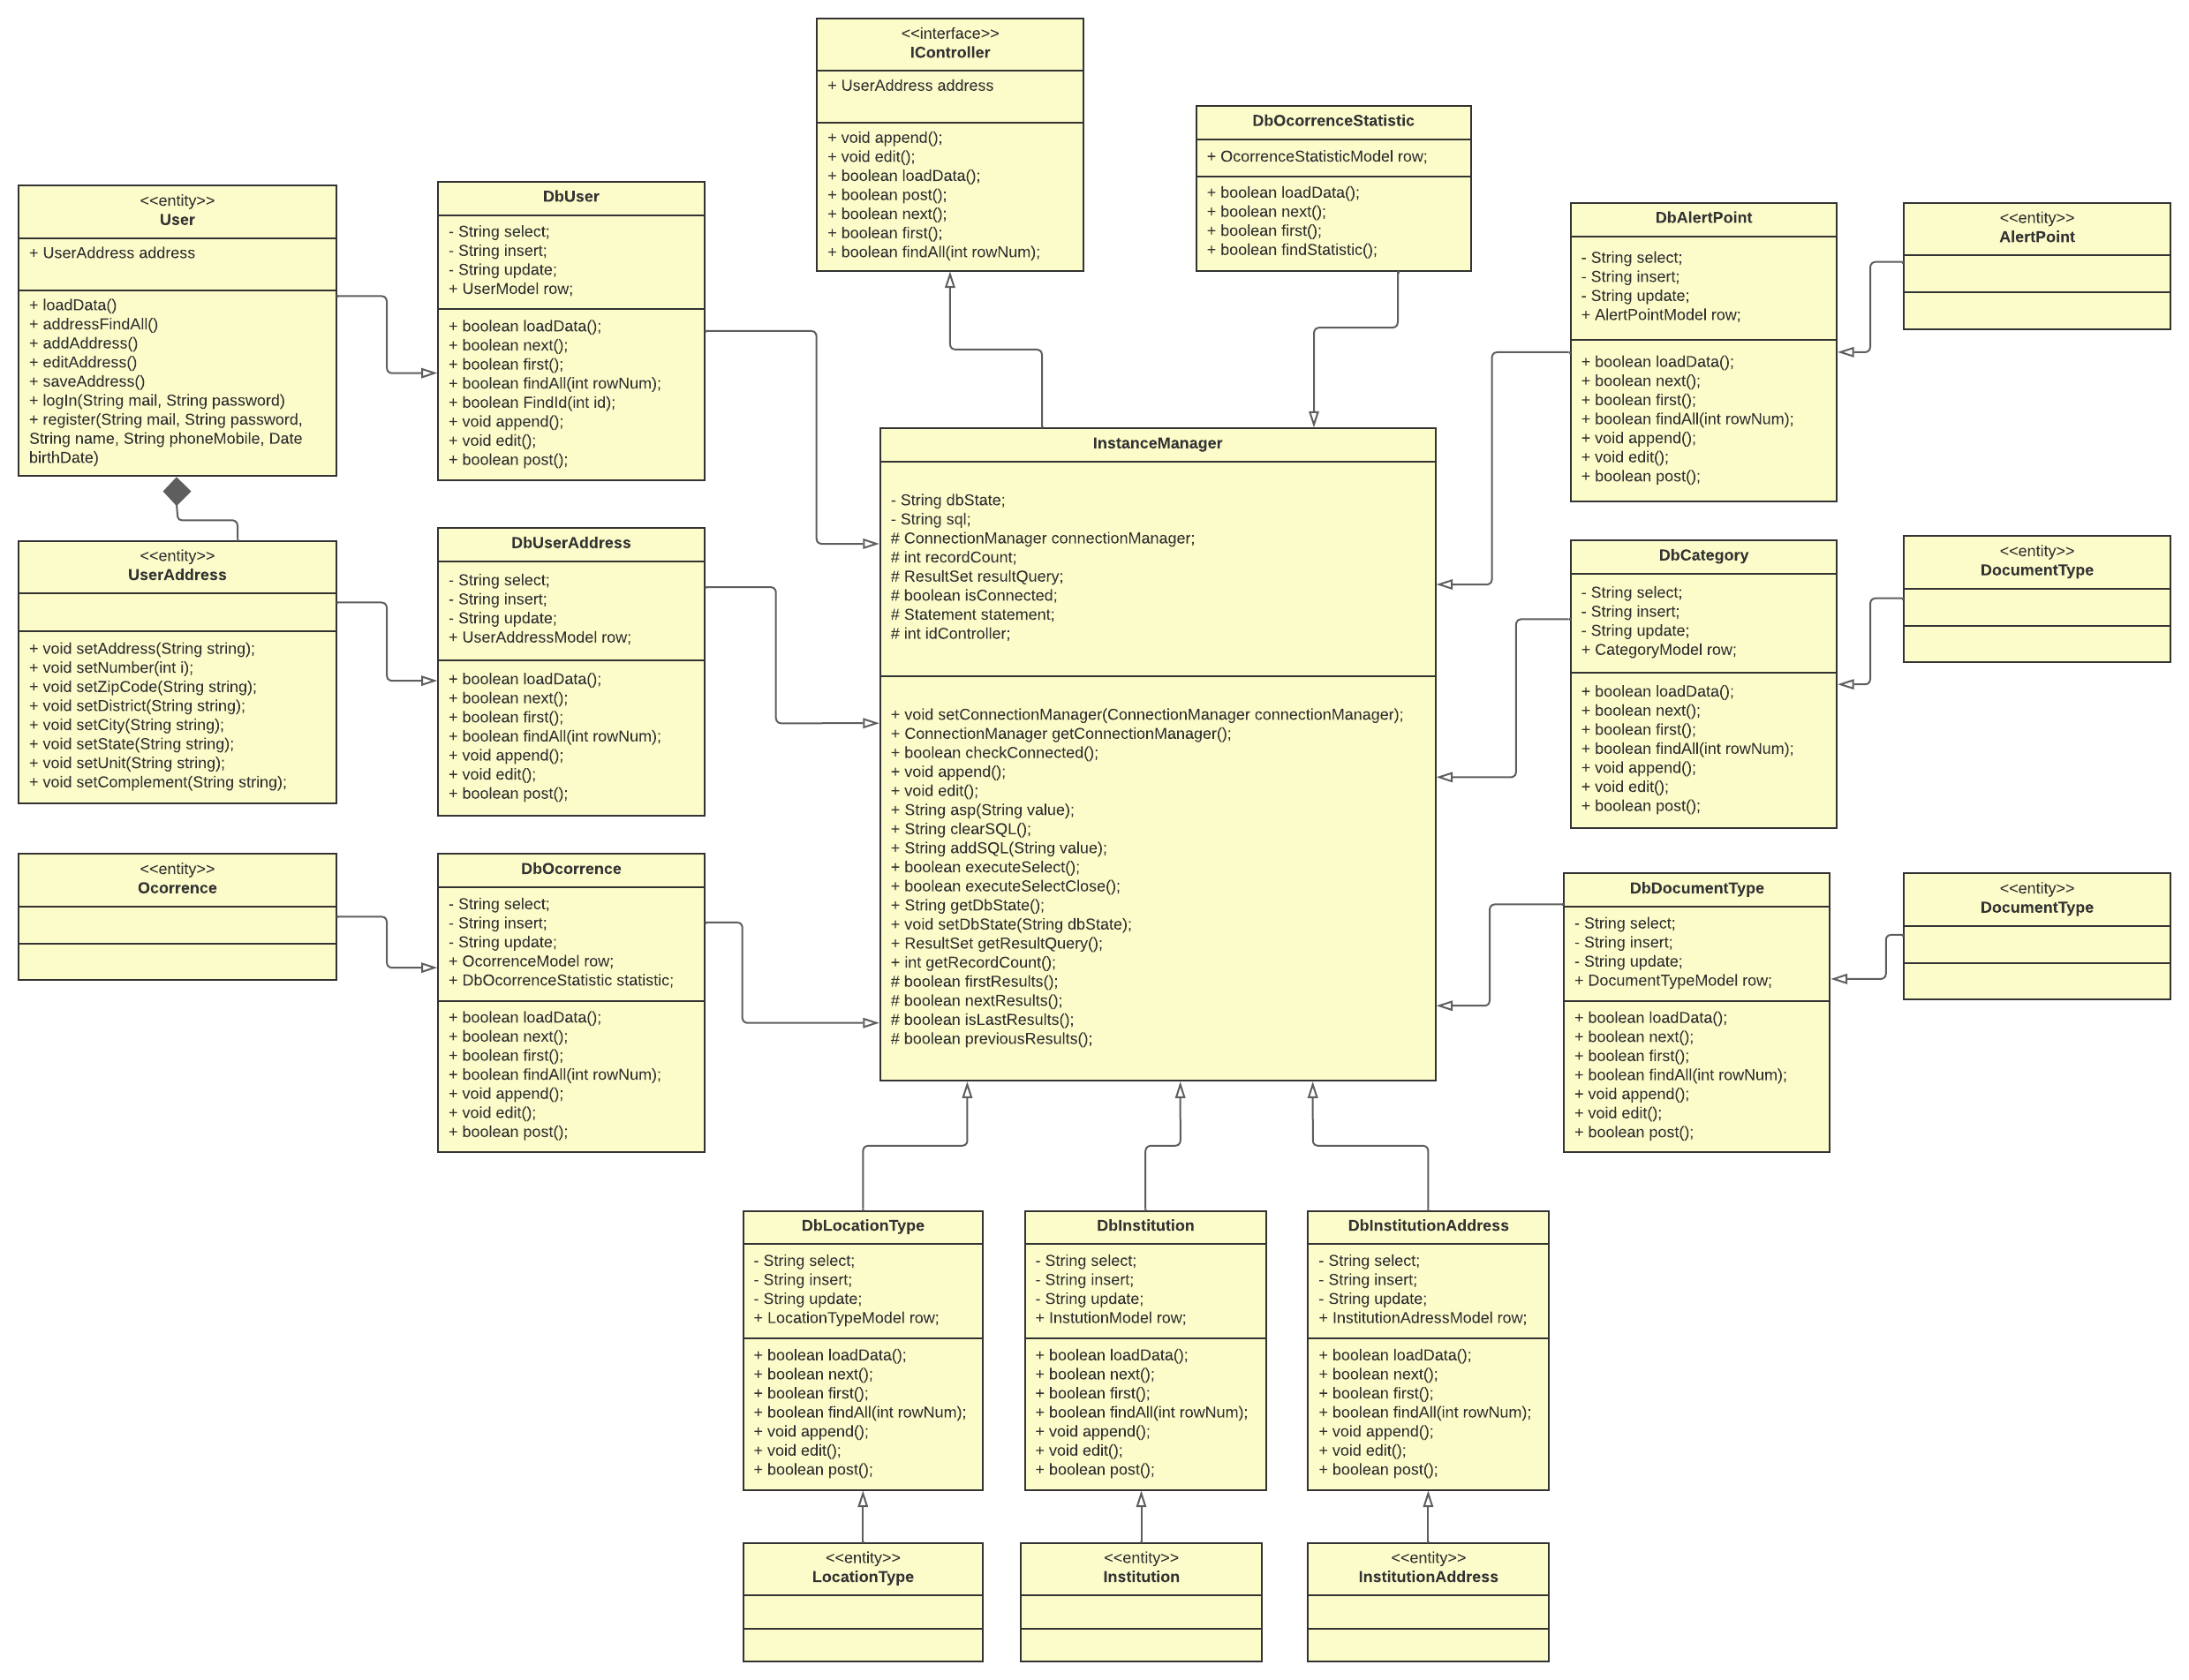 <<interface>>
IController
+ UserAddress address
+ void append();
+ void edit();
+ boolean loadData();
+ boolean post();
+ boolean next();
+ boolean first();
+ boolean findAll(int rowNum);
DbOcorrenceStatistic
+ OcorrenceStatisticModel row;
+ boolean loadData();
+ boolean next();
+ boolean first();
+ boolean findStatistic();
<<entity>>
User
+ UserAddress address
+ loadData()
+ addressFindAll()
+ addAddress()
+ editAddress()
+ saveAddress()
+ logIn(String mail, String password)
+ register(String mail, String password,
String name, String phoneMobile, Date
birthDate)
DbUser
- String select;
- String insert;
- String update;
+ UserModel row;
+ boolean loadData();
+ boolean next();
+ boolean first();
+ boolean findAll(int rowNum);
+ boolean FindId(int id);
+ void append();
+ void edit();
+ boolean post();
DbAlertPoint
- String select;
- String insert;
- String update;
+ AlertPointModel row;
+ boolean loadData();
+ boolean next();
+ boolean first();
+ boolean findAll(int rowNum);
+ void append();
+ void edit();
+ boolean post();
<<entity>>
AlertPoint
InstanceManager
- String dbState;
- String sql;
# ConnectionManager connectionManager;
# int recordCount;
# ResultSet resultQuery;
# boolean isConnected;
# Statement statement;
# int idController;
+ void setConnectionManager(ConnectionManager connectionManager);
+ ConnectionManager getConnectionManager();
+ boolean checkConnected();
+ void append();
+ void edit();
+ String asp(String value);
+ String clearSQL();
+ String addSQL(String value);
+ boolean executeSelect();
+ boolean executeSelectClose();
+ String getDbState();
+ void setDbState(String dbState);
+ ResultSet getResultQuery();
+ int getRecordCount();
# boolean firstResults();
# boolean nextResults();
# boolean isLastResults();
# boolean previousResults();
<<entity>>
UserAddress
+ void setAddress(String string);
+ void setNumber(int i);
+ void setZipCode(String string);
+ void setDistrict(String string);
+ void setCity(String string);
+ void setState(String string);
+ void setUnit(String string);
+ void setComplement(String string);
DbUserAddress
- String select;
- String insert;
- String update;
+ UserAddressModel row;
+ boolean loadData();
+ boolean next();
+ boolean first();
+ boolean findAll(int rowNum);
+ void append();
+ void edit();
+ boolean post();
DbCategory
- String select;
- String insert;
- String update;
+ CategoryModel row;
+ boolean loadData();
+ boolean next();
+ boolean first();
+ boolean findAll(int rowNum);
+ void append();
+ void edit();
+ boolean post();
<<entity>>
DocumentType
<<entity>>
Ocorrence
DbOcorrence
- String select;
- String insert;
- String update;
+ OcorrenceModel row;
+ DbOcorrenceStatistic statistic;
+ boolean loadData();
+ boolean next();
+ boolean first();
+ boolean findAll(int rowNum);
+ void append();
+ void edit();
+ boolean post();
DbDocumentType
- String select;
- String insert;
- String update;
+ DocumentTypeModel row;
+ boolean loadData();
+ boolean next();
+ boolean first();
+ boolean findAll(int rowNum);
+ void append();
+ void edit();
+ boolean post();
<<entity>>
DocumentType
DbLocationType
- String select;
- String insert;
- String update;
+ LocationTypeModel row;
+ boolean loadData();
+ boolean next();
+ boolean first();
+ boolean findAll(int rowNum);
+ void append();
+ void edit();
+ boolean post();
DbInstitution
- String select;
- String insert;
- String update;
+ InstutionModel row;
+ boolean loadData();
+ boolean next();
+ boolean first();
+ boolean findAll(int rowNum);
+ void append();
+ void edit();
+ boolean post();
DbInstitutionAddress
- String select;
- String insert;
- String update;
+ InstitutionAdressModel row;
+ boolean loadData();
+ boolean next();
+ boolean first();
+ boolean findAll(int rowNum);
+ void append();
+ void edit();
+ boolean post();
<<entity>>
LocationType
<<entity>>
Institution
<<entity>>
InstitutionAddress